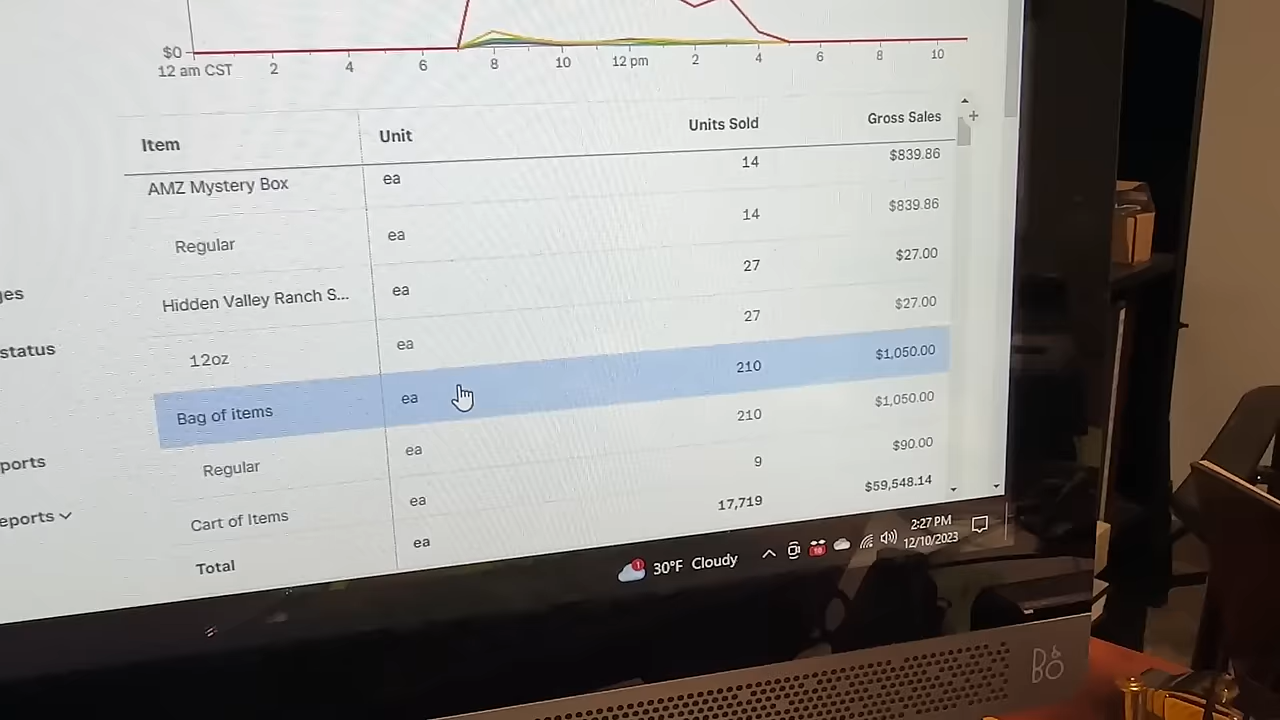 $0
12 am CST 2 4 6 8 10 12 pm 2 4 6 8 10
Item Unit Units Sold Gross Sales
AMZ Mystery Box ea 14 $839.86
Regular ea 14 $839.86
Hidden Valley Ranch S... ea 27 $27.00
12oz ea 27 $27.00
Bag of items ea 210 $1,050.00
Regular ea 210 $1,050.00
Cart of Items ea 9 $90.00
Total ea 17,719 $59,548.14
ges
status
ports
eports
30°F Cloudy
2:27 PM
12/10/2023
B&O